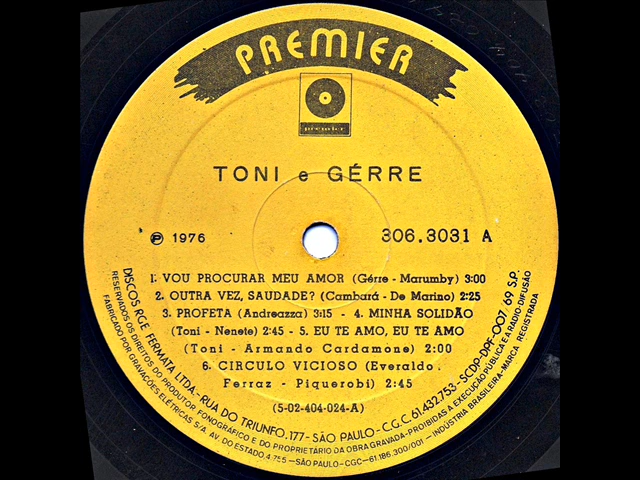 PREMIER
premier
TONI e GÉRRE
Ⓟ 1976
306.3031 A
1. VOU PROCURAR MEU AMOR (Gérre - Marumby) 3:00
2. OUTRA VEZ, SAUDADE? (Cambará - De Marino) 2:25
3. PROFETA (Andreazza) 3:15 - 4. MINHA SOLIDÃO
(Toni - Nenete) 2:45 - 5. EU TE AMO, EU TE AMO
(Toni - Armando Cardamone) 2:00
6. CIRCULO VICIOSO (Everaldo.
Ferraz - Piquerobi) 2:45
(5-02-404-024-A)
DISCOS RGE FERMATA LTDA.-RUA DO TRIUNFO, 177-SÃO PAULO-C.G.C. 61.432.753-SCDP-DPF-007/69 S.P.
RESERVADOS OS DIREITOS DO PRODUTOR FONOGRÁFICO E DO PROPRIETÁRIO DA OBRA GRAVADA-PROIBIDAS A EXECUÇÃO PÚBLICA E A RADIO-DIFUSÃO
FABRICADO POR GRAVAÇÕES ELÉTRICAS S/A AV. DO ESTADO 4.755-SÃO PAULO-CGC-61.186.300/001-INDÚSTRIA BRASILEIRA-MARCA REGISTRADA